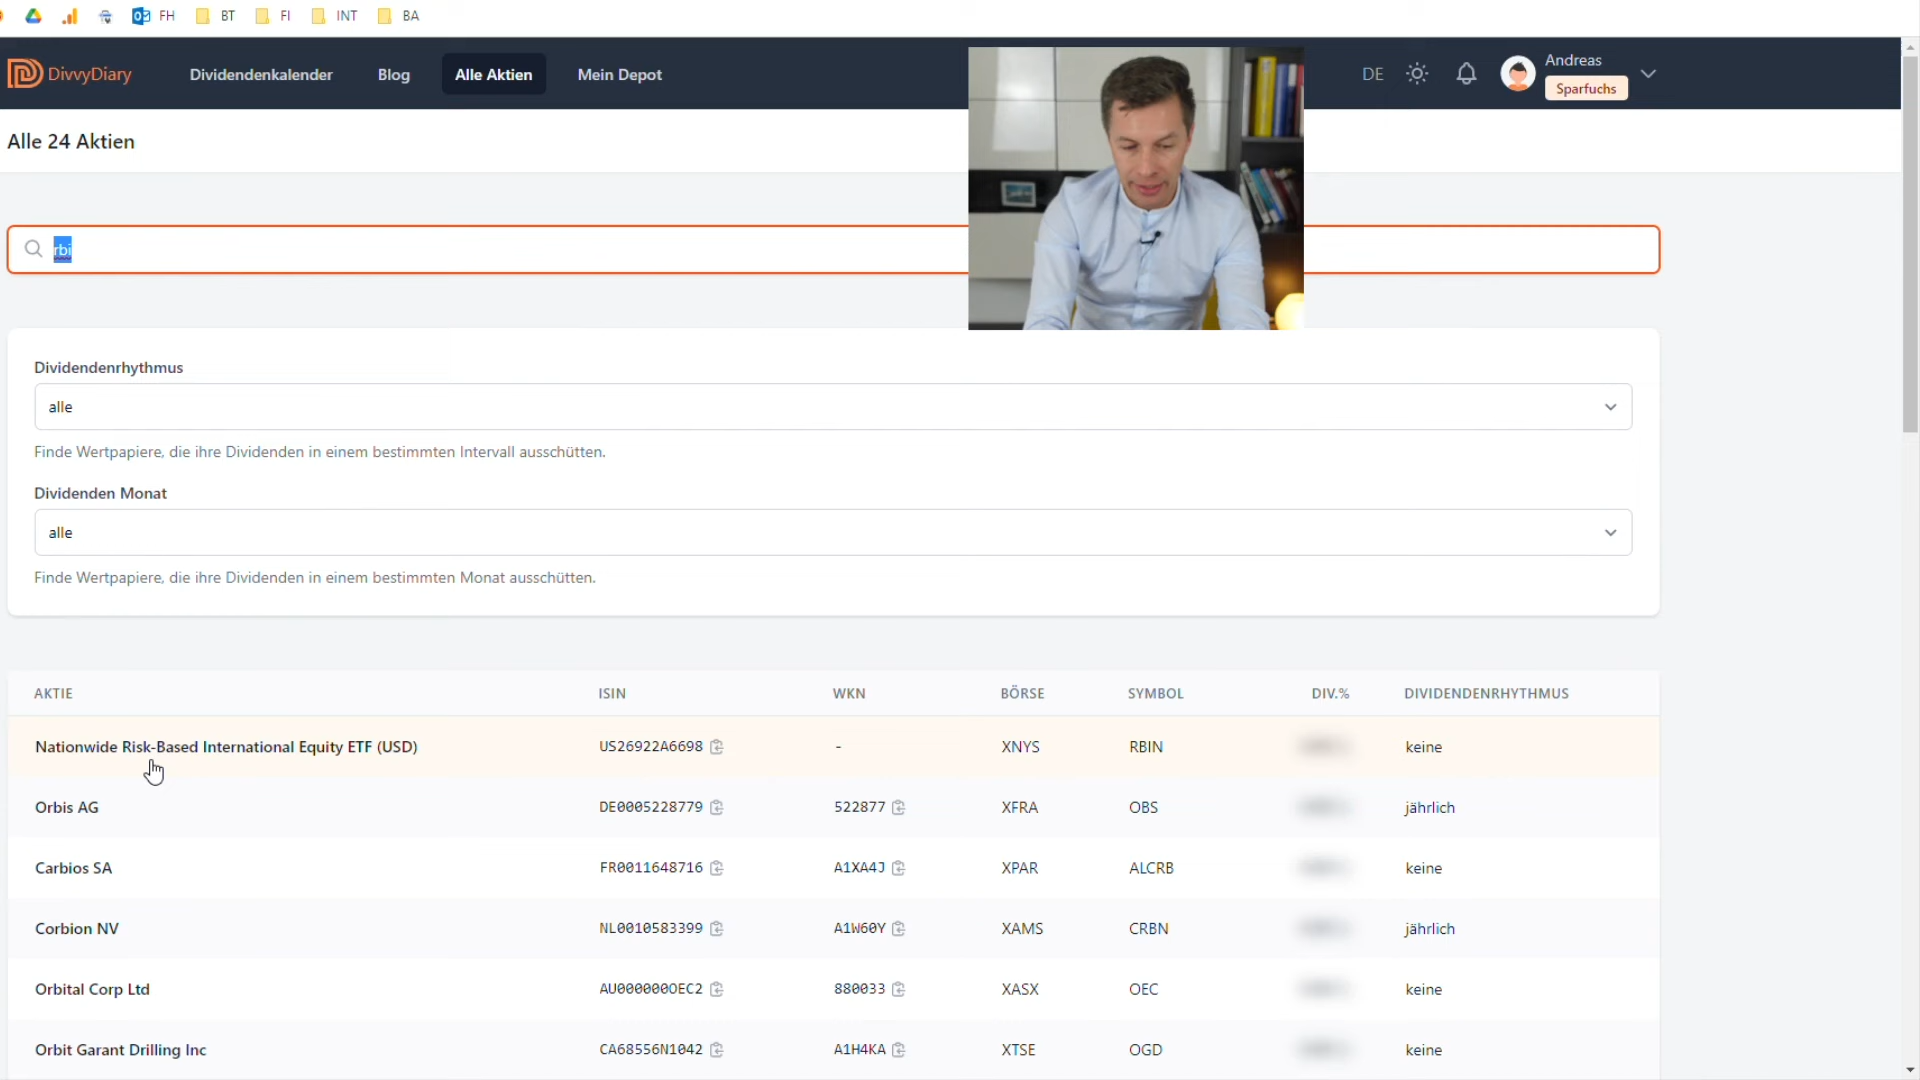 FH BT FI INT BA
DivvyDiary Dividendenkalender Blog Alle Aktien Mein Depot DE Andreas
Sparfuchs
Alle 24 Aktien
rbi
Dividendenrhythmus
alle
Finde Wertpapiere, die ihre Dividenden in einem bestimmten Intervall ausschütten.
Dividenden Monat
alle
Finde Wertpapiere, die ihre Dividenden in einem bestimmten Monat ausschütten.
AKTIE ISIN WKN BÖRSE SYMBOL DIV.% DIVIDENDENRHYTHMUS
Nationwide Risk-Based International Equity ETF (USD) US26922A6698 - XNYS RBIN keine
Orbis AG DE0005228779 522877 XFRA OBS jährlich
Carbios SA FR0011648716 A1XA4J XPAR ALCRB keine
Corbion NV NL0010583399 A1W60Y XAMS CRBN jährlich
Orbital Corp Ltd AU000000OEC2 880033 XASX OEC keine
Orbit Garant Drilling Inc CA68556N1042 A1H4KA XTSE OGD keine